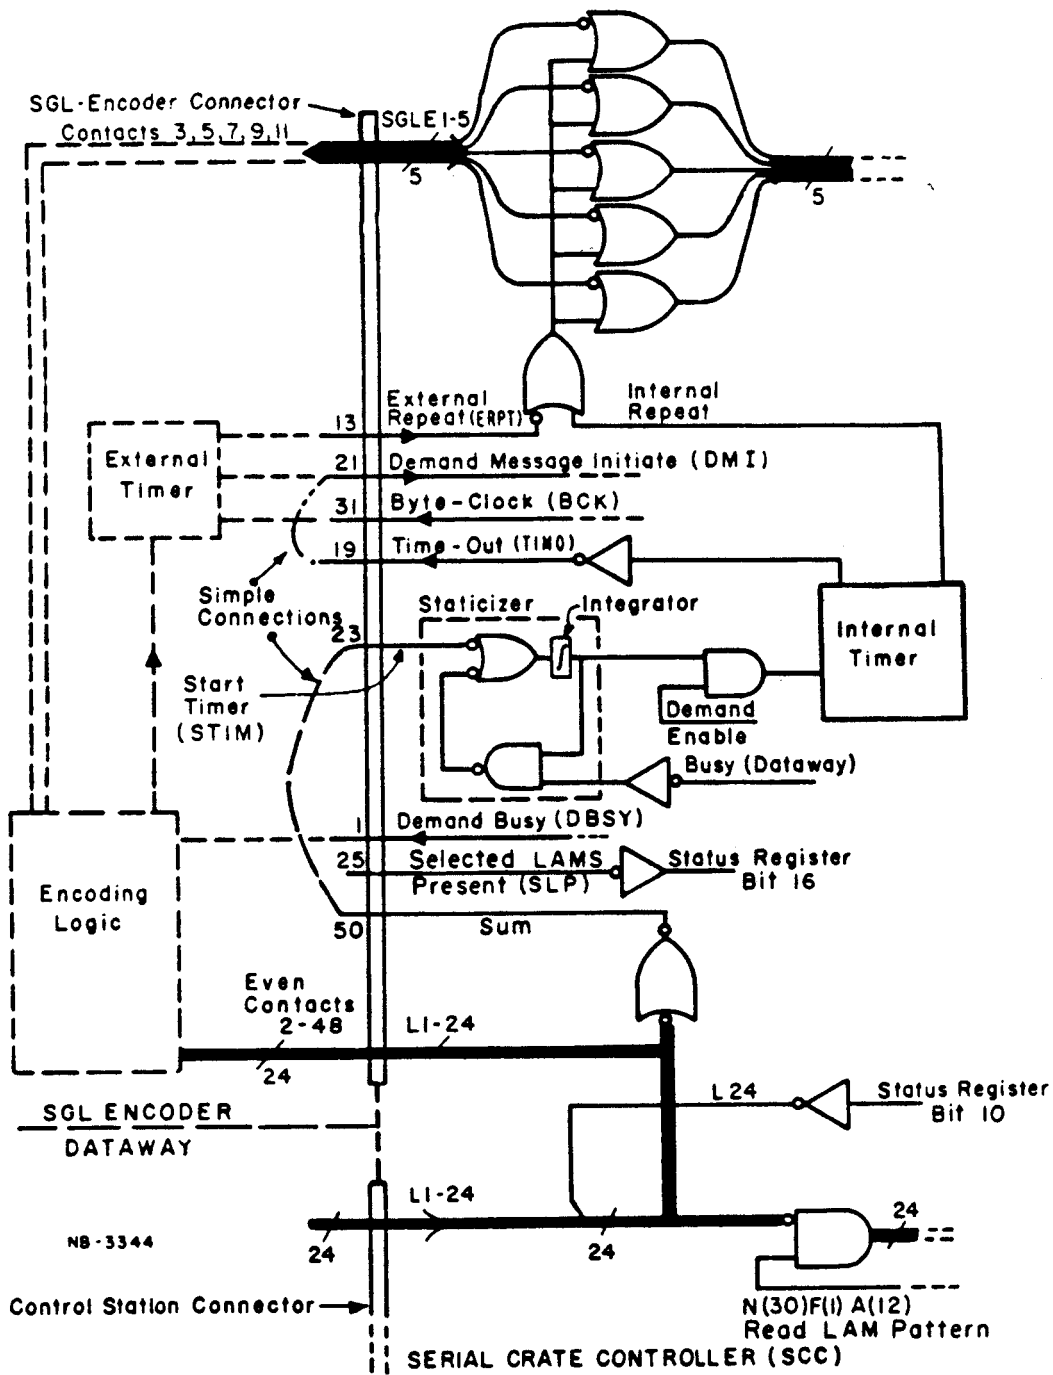 SGL-Encoder Connector
Contacts 3,5,7,9,11
SGLE1-5
5
5
External
Repeat (ERPT)
Internal
Repeat
13
External
Timer
21
Demand Message Initiate (DMI)
31
Byte-Clock (BCK)
19
Time-Out (TIMO)
Simple
Connections
Staticizer
Integrator
Internal
Timer
23
Start
Timer
(STIM)
Demand
Enable
Busy (Dataway)
1
Demand Busy (DBSY)
25
Selected LAMS
Present (SLP)
Status Register
Bit 16
Encoding
Logic
50
Sum
Even
Contacts
2-48
L1-24
24
L24
Status Register
Bit 10
SGL ENCODER
DATAWAY
L1-24
24
24
24
NB-3344
Control Station Connector
N(30)F(1) A(12)
Read LAM Pattern
SERIAL CRATE CONTROLLER (SCC)